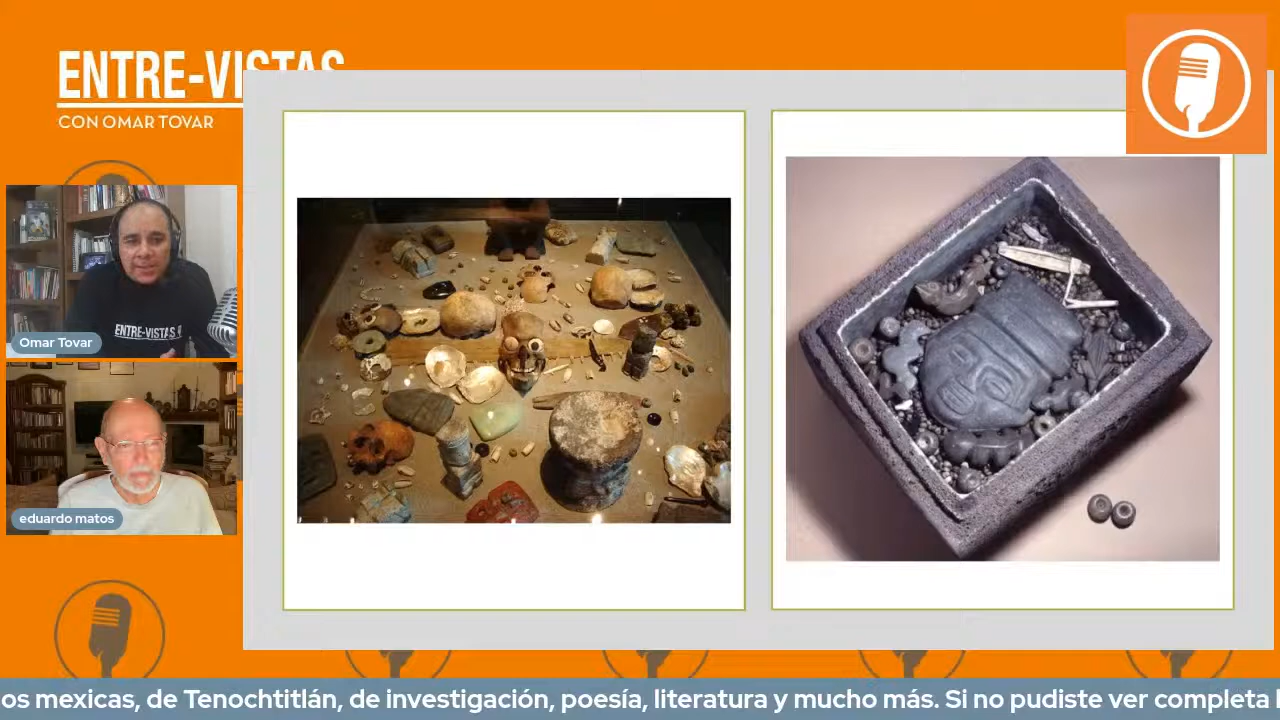 ENTRE-VISTAS
CON OMAR TOVAR
ENTRE-VISTAS
Omar Tovar
eduardo matos
os mexicas, de Tenochtitlán, de investigación, poesía, literatura y mucho más. Si no pudiste ver completa